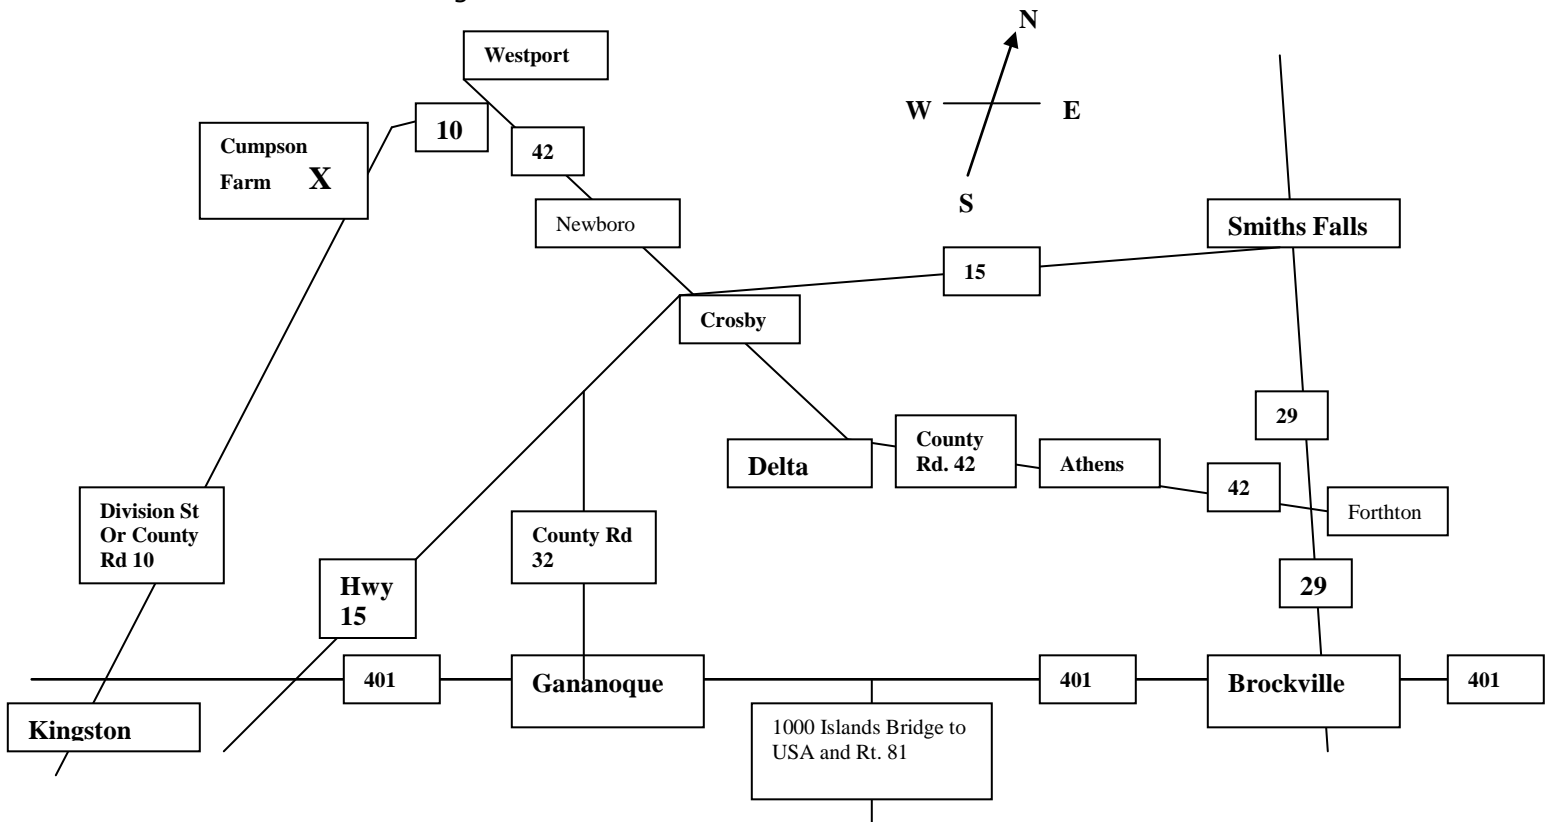 N
Westport
W
E
10
Cumpson
Farm X
42
S
Newboro
Smiths Falls
15
Crosby
29
County
Rd. 42
Delta
Athens
42
Forthton
Division St
Or County
Rd 10
County Rd
32
Hwy
15
29
401
Gananoque
401
Brockville
401
Kingston
1000 Islands Bridge to
USA and Rt. 81